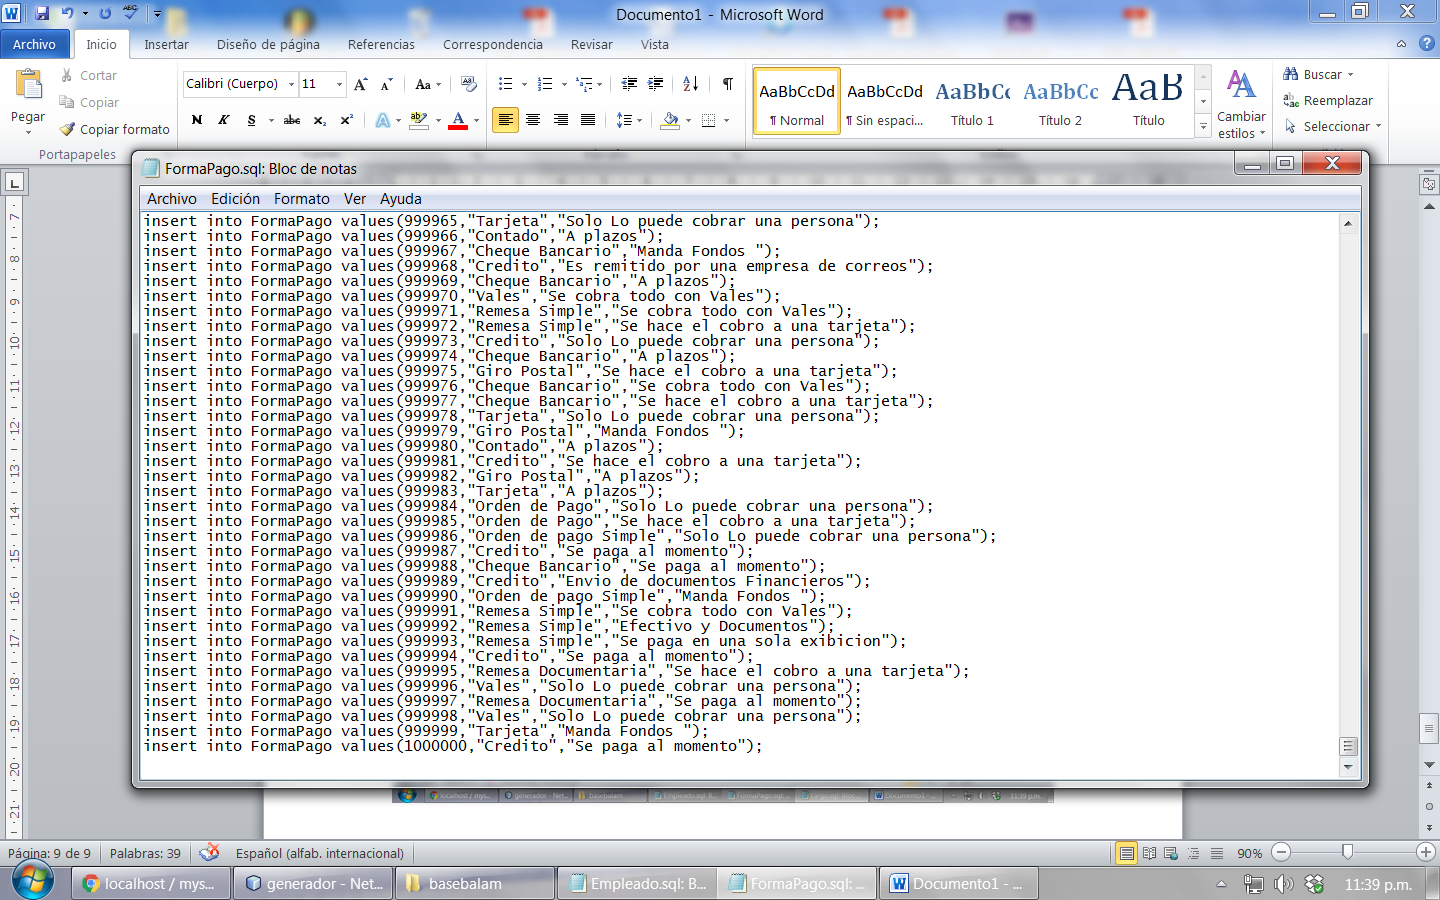 Documento1 - Microsoft Word
Archivo Inicio Insertar Diseño de página Referencias Correspondencia Revisar Vista
Pegar
Cortar
Copiar
Copiar formato
Portapapeles
Calibri (Cuerpo) 11
N K S abc x₂ x²
AaBbCcDd AaBbCcDd AaBbCc AaBbCc AaB
¶ Normal ¶ Sin espaci... Título 1 Título 2 Título
Cambiar estilos
Buscar
Reemplazar
Seleccionar
FormaPago.sql: Bloc de notas
Archivo Edición Formato Ver Ayuda
insert into FormaPago values(999965,"Tarjeta","Solo Lo puede cobrar una persona");
insert into FormaPago values(999966,"Contado","A plazos");
insert into FormaPago values(999967,"Cheque Bancario","Manda Fondos ");
insert into FormaPago values(999968,"Credito","Es remitido por una empresa de correos");
insert into FormaPago values(999969,"Cheque Bancario","A plazos");
insert into FormaPago values(999970,"Vales","Se cobra todo con Vales");
insert into FormaPago values(999971,"Remesa Simple","Se cobra todo con Vales");
insert into FormaPago values(999972,"Remesa Simple","Se hace el cobro a una tarjeta");
insert into FormaPago values(999973,"Credito","Solo Lo puede cobrar una persona");
insert into FormaPago values(999974,"Cheque Bancario","A plazos");
insert into FormaPago values(999975,"Giro Postal","Se hace el cobro a una tarjeta");
insert into FormaPago values(999976,"Cheque Bancario","Se cobra todo con Vales");
insert into FormaPago values(999977,"Cheque Bancario","Se hace el cobro a una tarjeta");
insert into FormaPago values(999978,"Tarjeta","Solo Lo puede cobrar una persona");
insert into FormaPago values(999979,"Giro Postal","Manda Fondos ");
insert into FormaPago values(999980,"Contado","A plazos");
insert into FormaPago values(999981,"Credito","Se hace el cobro a una tarjeta");
insert into FormaPago values(999982,"Giro Postal","A plazos");
insert into FormaPago values(999983,"Tarjeta","A plazos");
insert into FormaPago values(999984,"Orden de Pago","Solo Lo puede cobrar una persona");
insert into FormaPago values(999985,"Orden de Pago","Se hace el cobro a una tarjeta");
insert into FormaPago values(999986,"Orden de pago Simple","Solo Lo puede cobrar una persona");
insert into FormaPago values(999987,"Credito","Se paga al momento");
insert into FormaPago values(999988,"Cheque Bancario","Se paga al momento");
insert into FormaPago values(999989,"Credito","Envio de documentos Financieros");
insert into FormaPago values(999990,"Orden de pago Simple","Manda Fondos ");
insert into FormaPago values(999991,"Remesa Simple","Se cobra todo con Vales");
insert into FormaPago values(999992,"Remesa Simple","Efectivo y Documentos");
insert into FormaPago values(999993,"Remesa Simple","Se paga en una sola exibicion");
insert into FormaPago values(999994,"Credito","Se paga al momento");
insert into FormaPago values(999995,"Remesa Documentaria","Se hace el cobro a una tarjeta");
insert into FormaPago values(999996,"Vales","Solo Lo puede cobrar una persona");
insert into FormaPago values(999997,"Remesa Documentaria","Se paga al momento");
insert into FormaPago values(999998,"Vales","Solo Lo puede cobrar una persona");
insert into FormaPago values(999999,"Tarjeta","Manda Fondos ");
insert into FormaPago values(1000000,"Credito","Se paga al momento");
Página: 9 de 9 Palabras: 39 Español (alfab. internacional) 90%
localhost / mys... generador - Net... basebalam Empleado.sql: B... FormaPago.sql: ... Documento1 - ... 11:39 p.m.